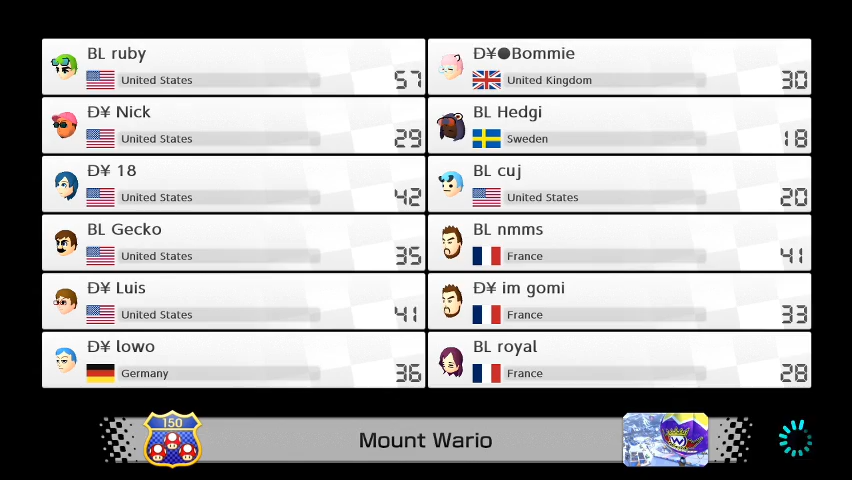 BL ruby
United States
57
Đ¥●Bommie
United Kingdom
30
Đ¥ Nick
United States
29
BL Hedgi
Sweden
18
Đ¥ 18
United States
42
BL cuj
United States
20
BL Gecko
United States
35
BL nmms
France
41
Đ¥ Luis
United States
41
Đ¥ im gomi
France
33
Đ¥ lowo
Germany
36
BL royal
France
28
150
Mount Wario
W